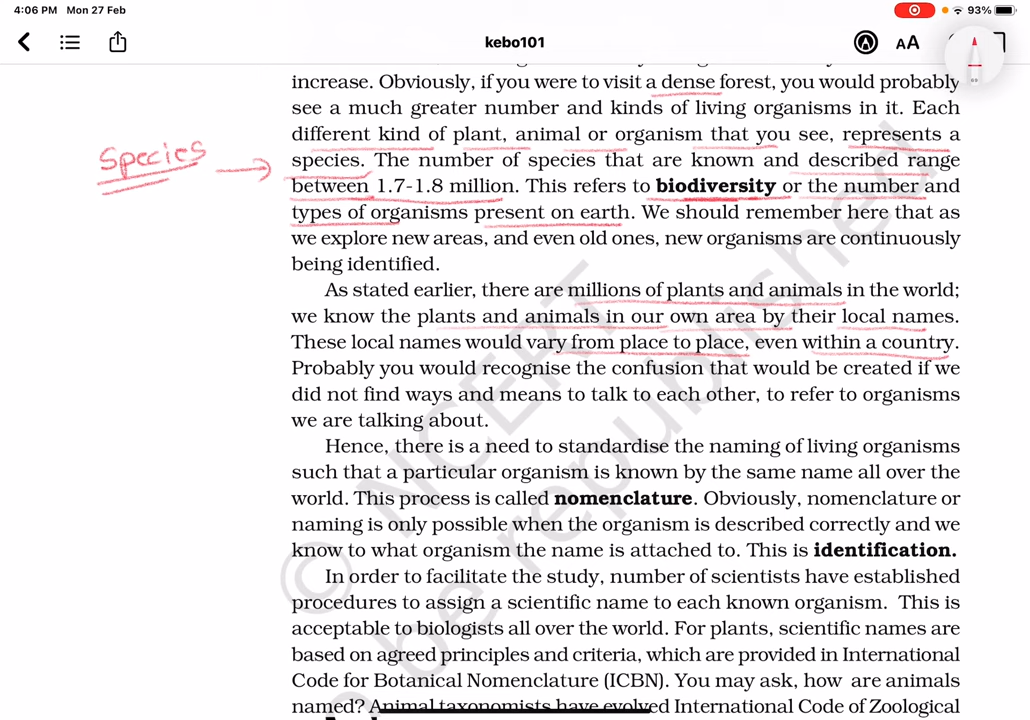 4:06 PM Mon 27 Feb
93%
kebo101
AA
increase. Obviously, if you were to visit a dense forest, you would probably
see a much greater number and kinds of living organisms in it. Each
different kind of plant, animal or organism that you see, represents a
Species
species. The number of species that are known and described range
between 1.7-1.8 million. This refers to biodiversity or the number and
types of organisms present on earth. We should remember here that as
we explore new areas, and even old ones, new organisms are continuously
being identified.
As stated earlier, there are millions of plants and animals in the world;
we know the plants and animals in our own area by their local names.
These local names would vary from place to place, even within a country.
Probably you would recognise the confusion that would be created if we
did not find ways and means to talk to each other, to refer to organisms
we are talking about.
Hence, there is a need to standardise the naming of living organisms
such that a particular organism is known by the same name all over the
world. This process is called nomenclature. Obviously, nomenclature or
naming is only possible when the organism is described correctly and we
know to what organism the name is attached to. This is identification.
In order to facilitate the study, number of scientists have established
procedures to assign a scientific name to each known organism. This is
acceptable to biologists all over the world. For plants, scientific names are
based on agreed principles and criteria, which are provided in International
Code for Botanical Nomenclature (ICBN). You may ask, how are animals
named? Animal taxonomists have evolved International Code of Zoological
© NCERT
be republished